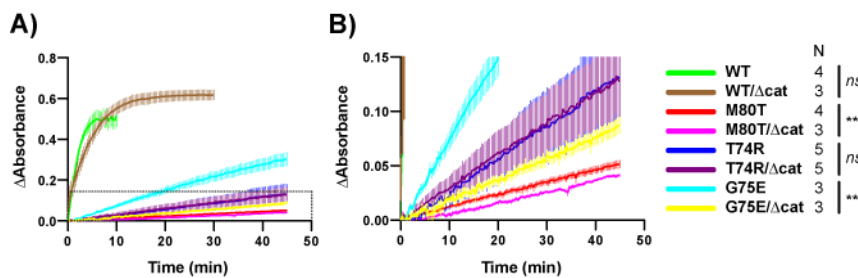 A)
ΔAbsorbance
0.8
0.6
0.4
0.2
0.0
0
10
20
30
40
50
Time (min)
B)
ΔAbsorbance
0.15
0.10
0.05
0.00
0
10
20
30
40
50
Time (min)
N
WT 4
WT/Δcat 3
ns
M80T 4
M80T/Δcat 3
**
T74R 5
T74R/Δcat 5
ns
G75E 3
G75E/Δcat 3
**